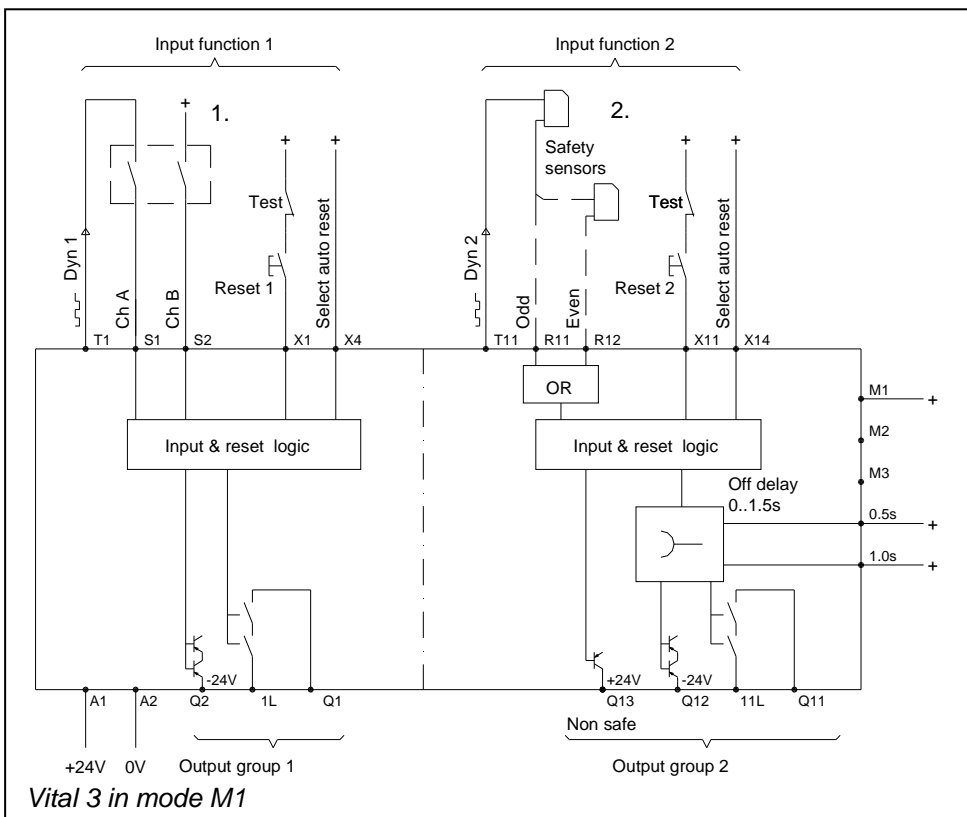 Input function 1
Input function 2
+
1.
2.
+
+
Safety
sensors
+
+
Test
Test
Dyn 1
Ch A
Ch B
Reset 1
Select auto reset
Dyn 2
Odd
Even
Reset 2
Select auto reset
T1 S1 S2 X1 X4
T11 R11 R12 X11 X14
OR
M1
+
Input & reset logic
Input & reset logic
M2
M3
Off delay
0..1.5s
0.5s
+
1.0s
+
-24V
+24V
-24V
A1 A2 Q2 1L Q1
Q13 Q12 11L Q11
Non safe
+24V 0V
Output group 1
Output group 2
Vital 3 in mode M1